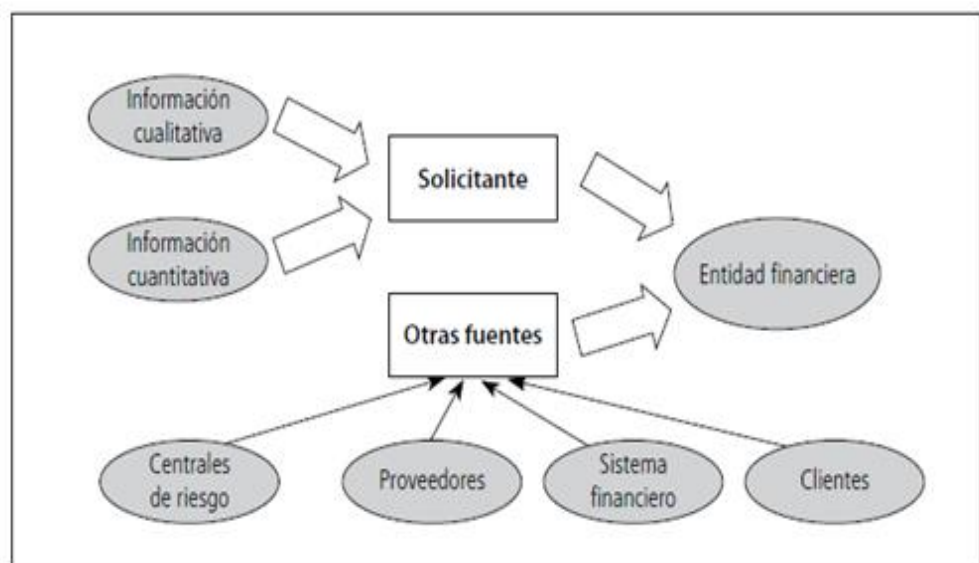 Información
cualitativa
Solicitante
Información
cuantitativa
Entidad financiera
Otras fuentes
Centrales
de riesgo
Proveedores
Sistema
financiero
Clientes